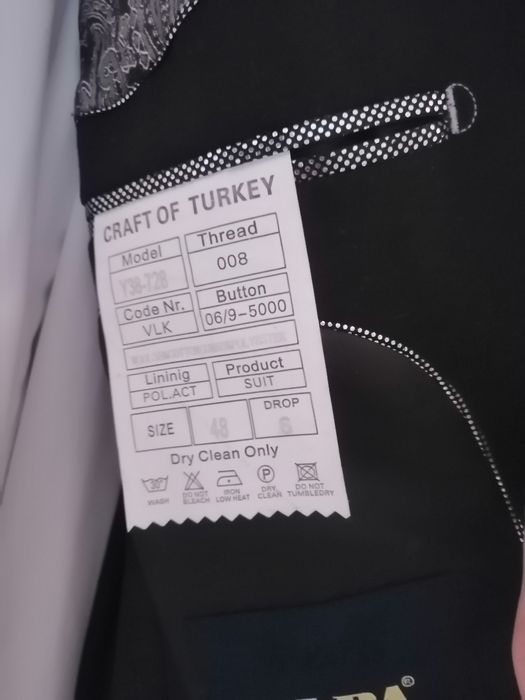 CRAFT OF TURKEY
Model
Thread
Y38-728
008
Code Nr.
Button
VLK
06/9-5000
Lininig
Product
POL.ACT
SUIT
SIZE
48
DROP
6
Dry Clean Only
30°
P
WASH
DO NOT
BLEACH
IRON
LOW HEAT
DRY
CLEAN
DO NOT
TUMBLEDRY
®